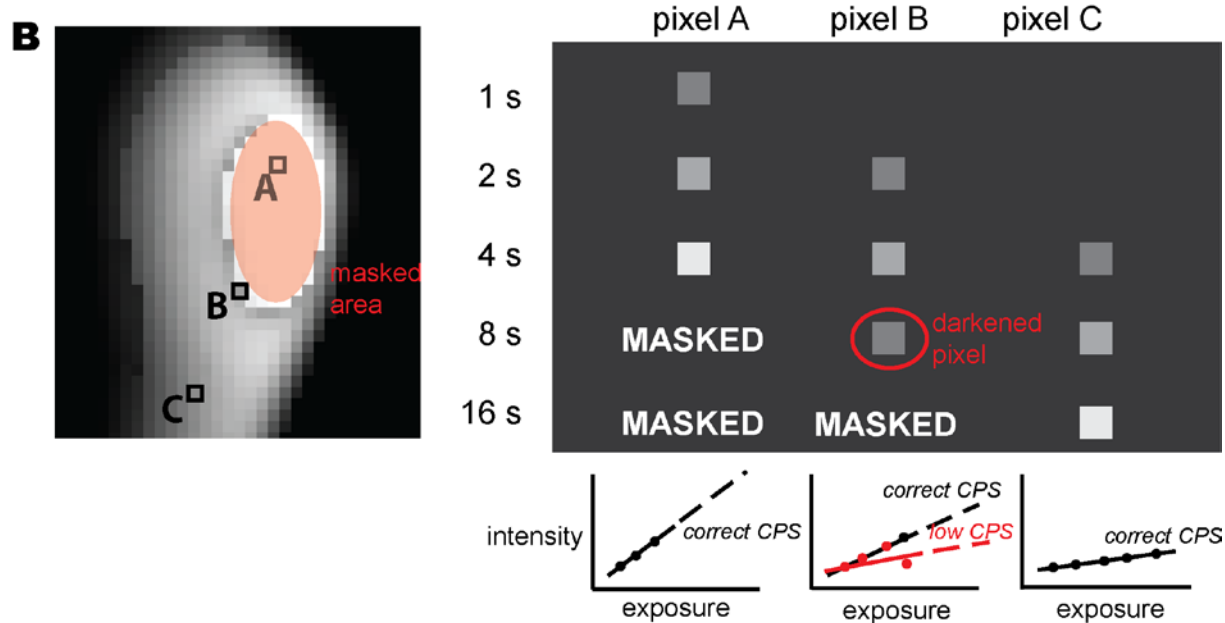 B
pixel A
pixel B
pixel C
A
B
C
masked
area
1 s
2 s
4 s
8 s
MASKED
darkened
pixel
16 s
MASKED
MASKED
intensity
correct CPS
exposure
correct CPS
low CPS
exposure
correct CPS
exposure